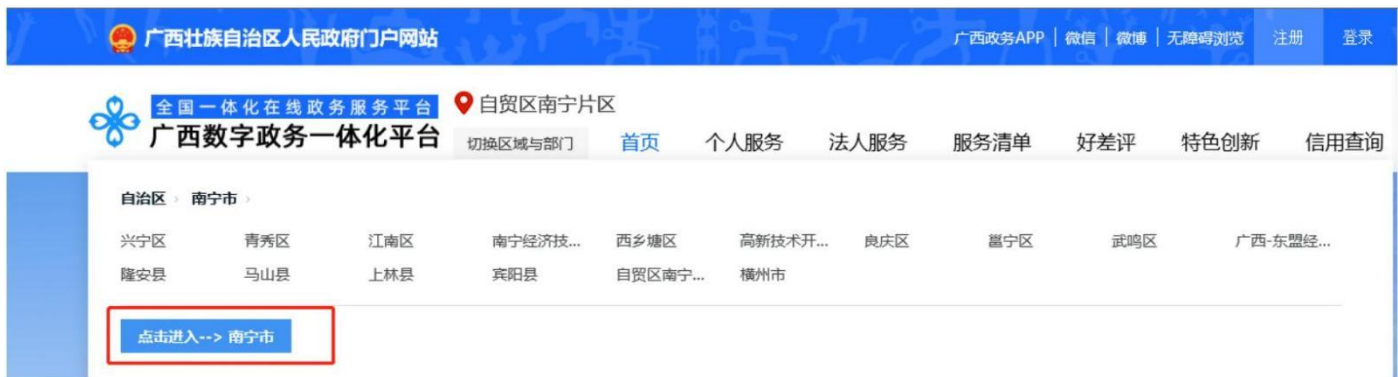 广西壮族自治区人民政府门户网站 广西政务APP | 微信 | 微博 | 无障碍浏览 注册 登录
全国一体化在线政务服务平台 自贸区南宁片区
广西数字政务一体化平台 切换区域与部门 首页 个人服务 法人服务 服务清单 好差评 特色创新 信用查询
自治区 › 南宁市 ›
兴宁区 青秀区 江南区 南宁经济技... 西乡塘区 高新技术开... 良庆区 邕宁区 武鸣区 广西-东盟经...
隆安县 马山县 上林县 宾阳县 自贸区南宁... 横州市
点击进入--> 南宁市